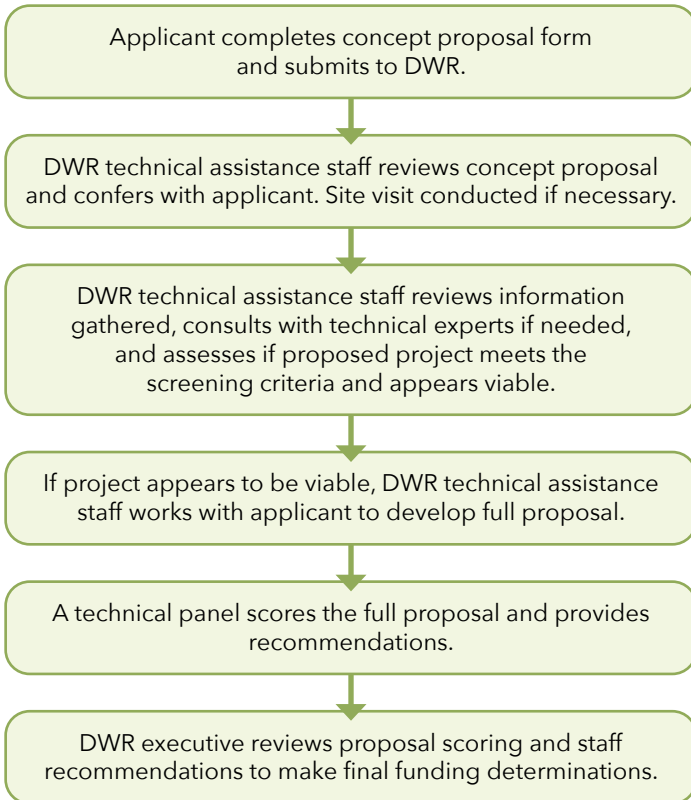 Applicant completes concept proposal form
and submits to DWR.
DWR technical assistance staff reviews concept proposal
and confers with applicant. Site visit conducted if necessary.
DWR technical assistance staff reviews information
gathered, consults with technical experts if needed,
and assesses if proposed project meets the
screening criteria and appears viable.
If project appears to be viable, DWR technical assistance
staff works with applicant to develop full proposal.
A technical panel scores the full proposal and provides
recommendations.
DWR executive reviews proposal scoring and staff
recommendations to make final funding determinations.